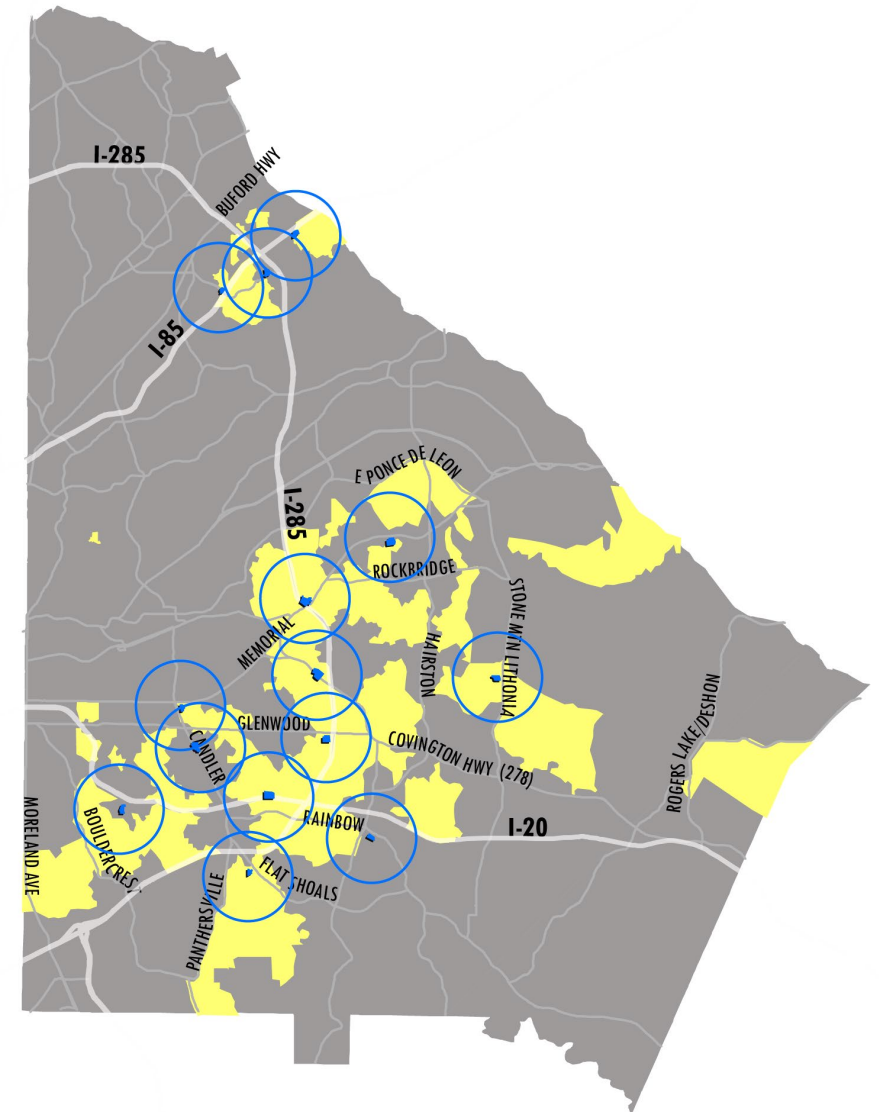 I-285
BUFORD HWY
I-85
E PONCE DE LEON
I-285
ROCKBRIDGE
STONE MTN LITHONIA
MEMORIAL
HAIRSTON
GLENWOOD
CANDLER
COVINGTON HWY (278)
ROGERS LAKE/DESHON
MORELAND AVE
BOULDERCREST
RAINBOW
I-20
FLAT SHOALS
PANTHERSVILLE